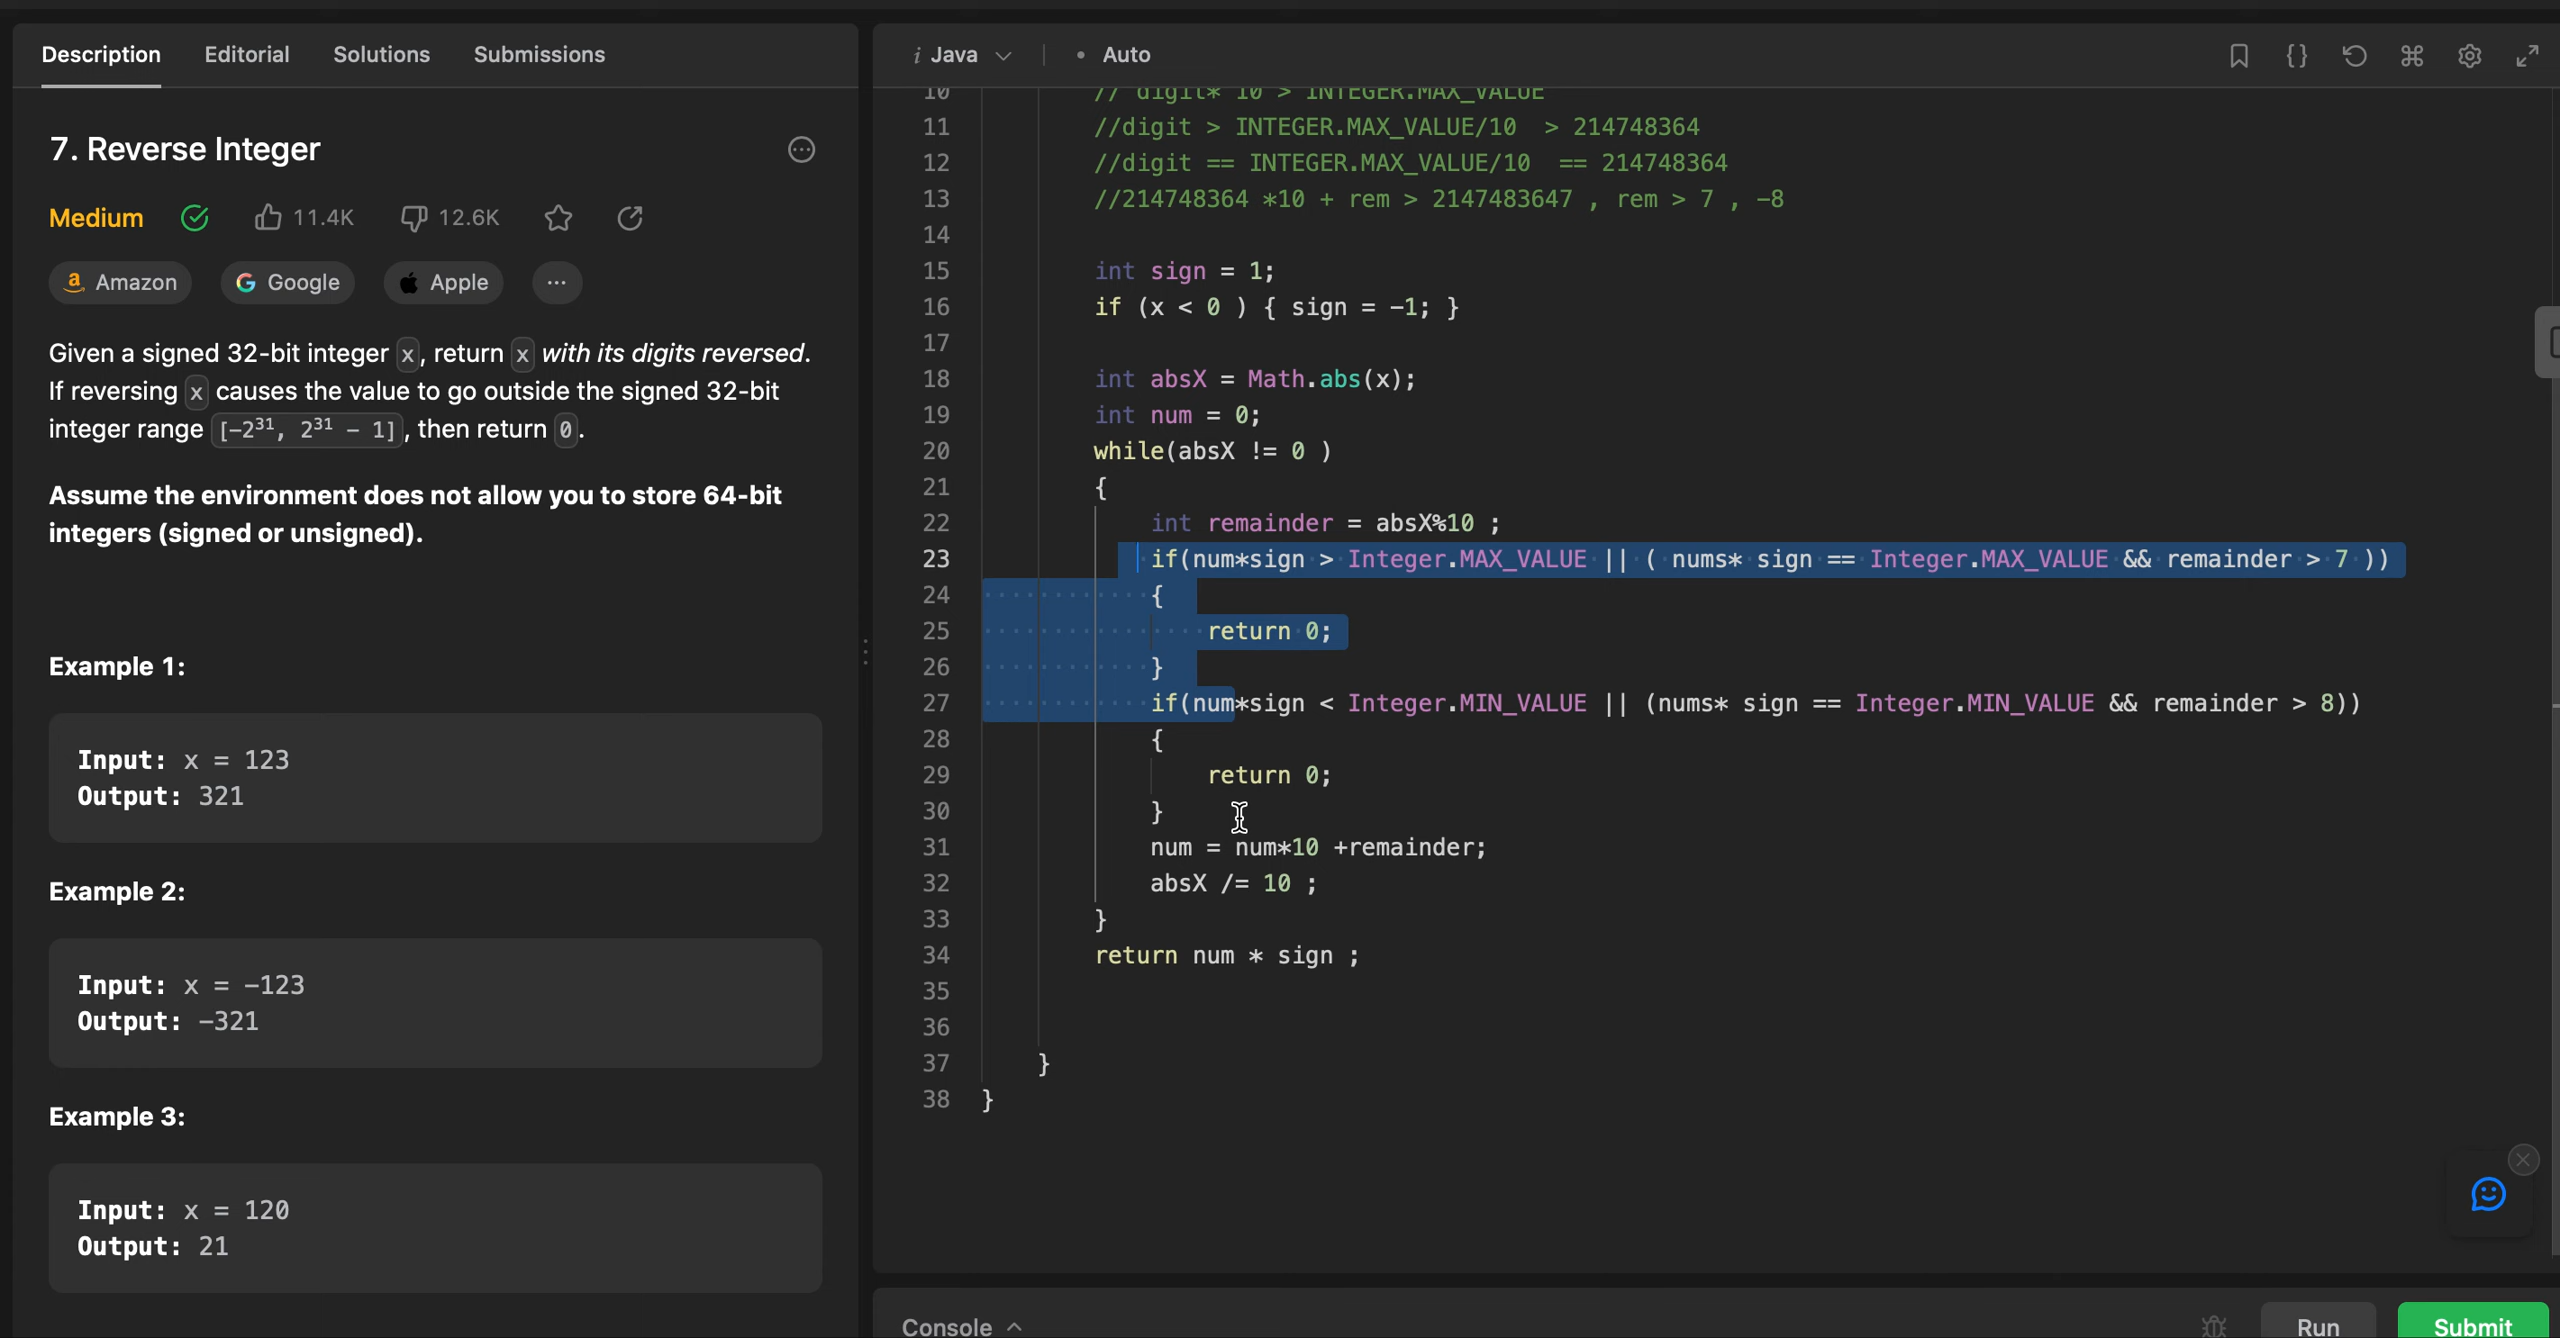 Description Editorial Solutions Submissions
7. Reverse Integer
Medium 11.4K 12.6K
Amazon Google Apple ...
Given a signed 32-bit integer x, return x with its digits reversed.
If reversing x causes the value to go outside the signed 32-bit
integer range [-2³¹, 2³¹ - 1], then return 0.
Assume the environment does not allow you to store 64-bit
integers (signed or unsigned).
Example 1:
Input: x = 123
Output: 321
Example 2:
Input: x = -123
Output: -321
Example 3:
Input: x = 120
Output: 21
i Java • Auto
10 // digit* 10 > INTEGER.MAX_VALUE
11 //digit > INTEGER.MAX_VALUE/10  > 214748364
12 //digit == INTEGER.MAX_VALUE/10  == 214748364
13 //214748364 *10 + rem > 2147483647 , rem > 7 , -8
14
15 int sign = 1;
16 if (x < 0 ) { sign = -1; }
17
18 int absX = Math.abs(x);
19 int num = 0;
20 while(absX != 0 )
21 {
22 int remainder = absX%10 ;
23 if(num*sign > Integer.MAX_VALUE || ( nums* sign == Integer.MAX_VALUE && remainder > 7 ))
24 {
25 return 0;
26 }
27 if(num*sign < Integer.MIN_VALUE || (nums* sign == Integer.MIN_VALUE && remainder > 8))
28 {
29 return 0;
30 }
31 num = num*10 +remainder;
32 absX /= 10 ;
33 }
34 return num * sign ;
35
36
37 }
38 }
Console Run Submit